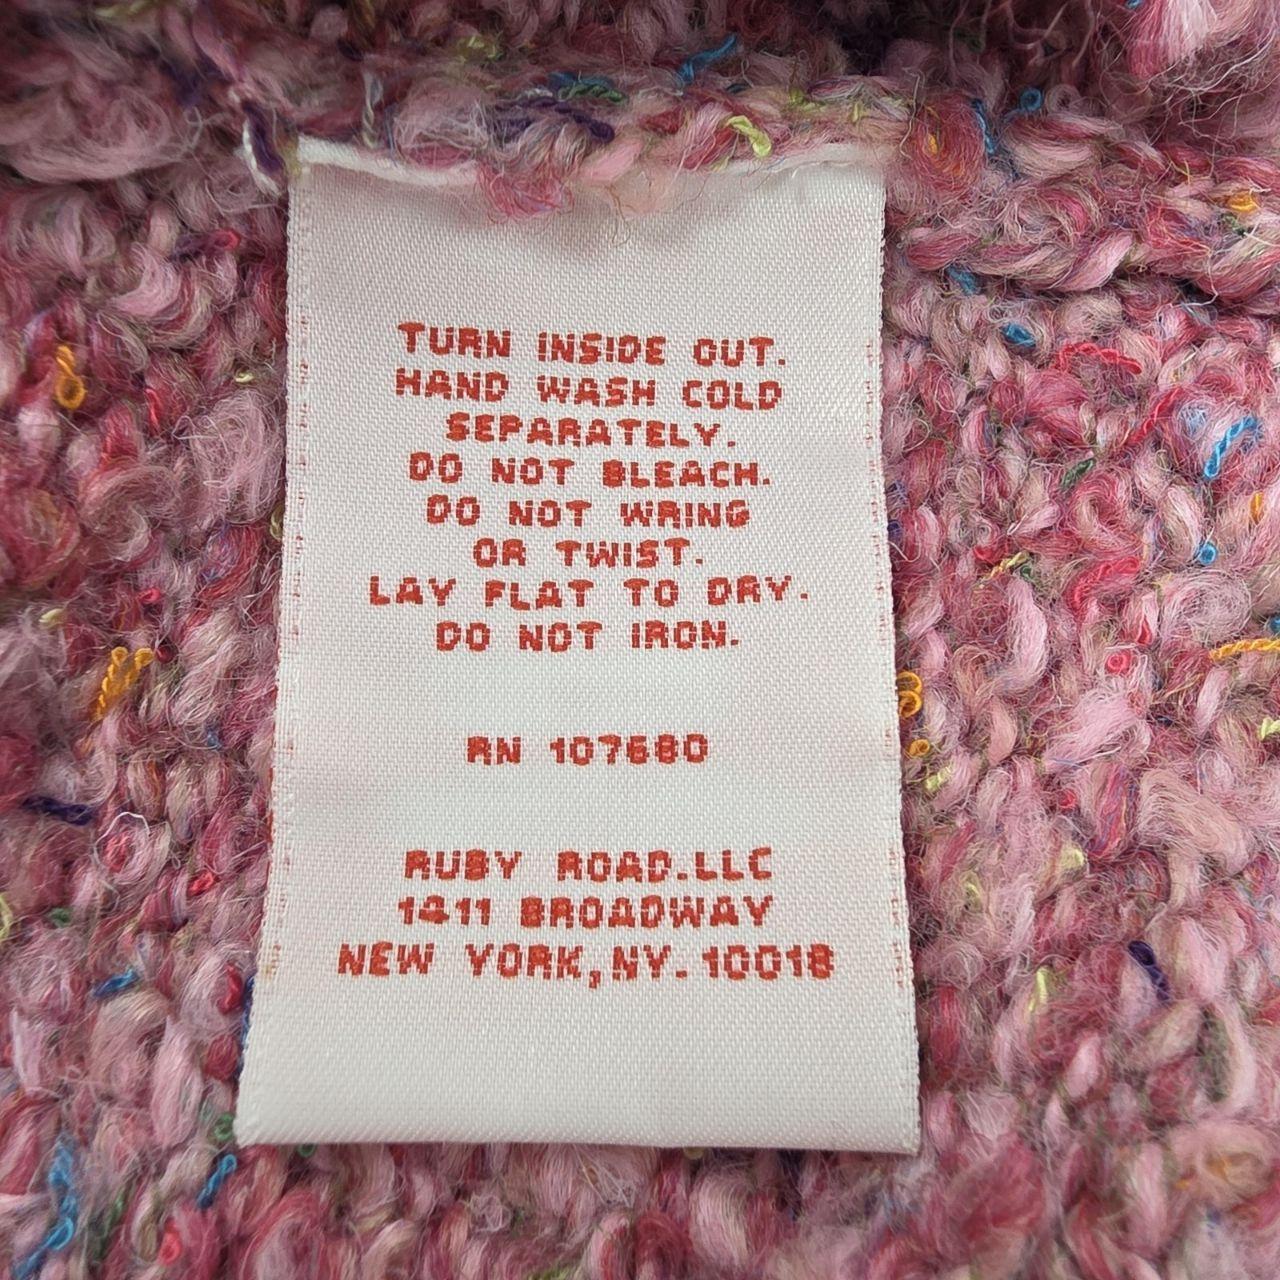 TURN INSIDE OUT.
HAND WASH COLD
SEPARATELY.
DO NOT BLEACH.
DO NOT WRING
OR TWIST.
LAY FLAT TO DRY.
DO NOT IRON.
RN 107680
RUBY ROAD.LLC
1411 BROADWAY
NEW YORK,NY.10018